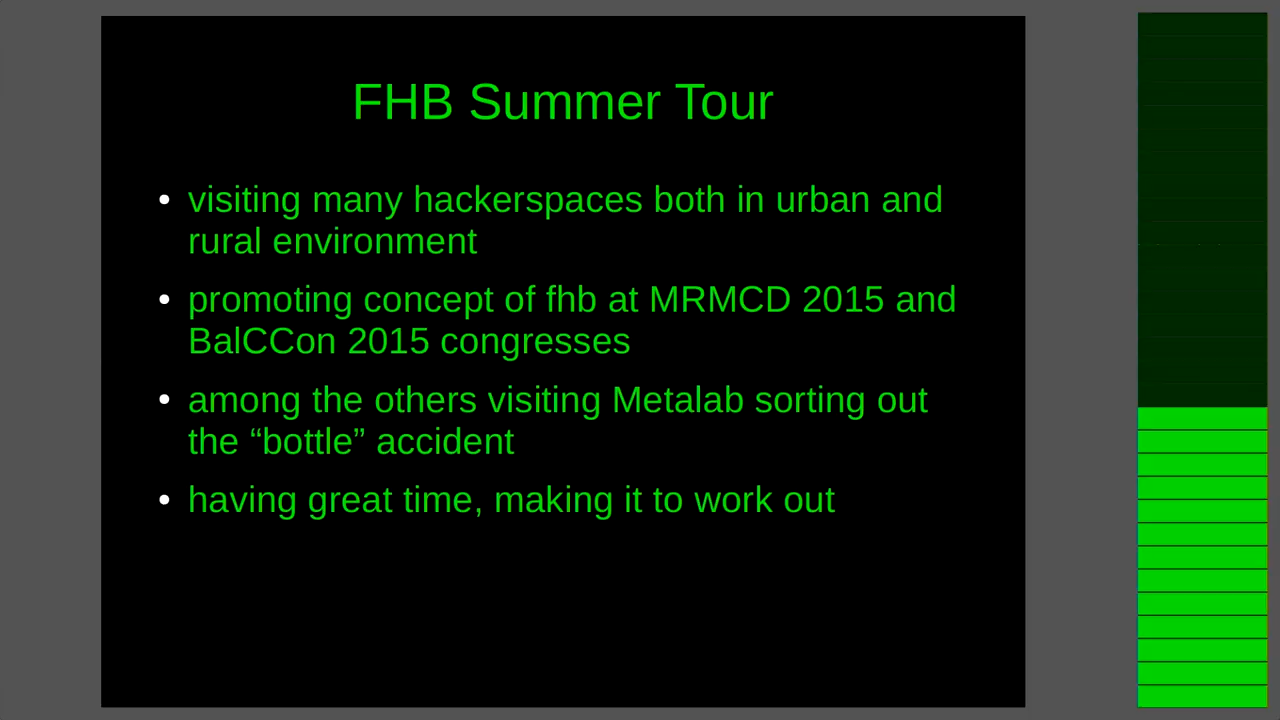 FHB Summer Tour
• visiting many hackerspaces both in urban and
rural environment
• promoting concept of fhb at MRMCD 2015 and
BalCCon 2015 congresses
• among the others visiting Metalab sorting out
the “bottle” accident
• having great time, making it to work out